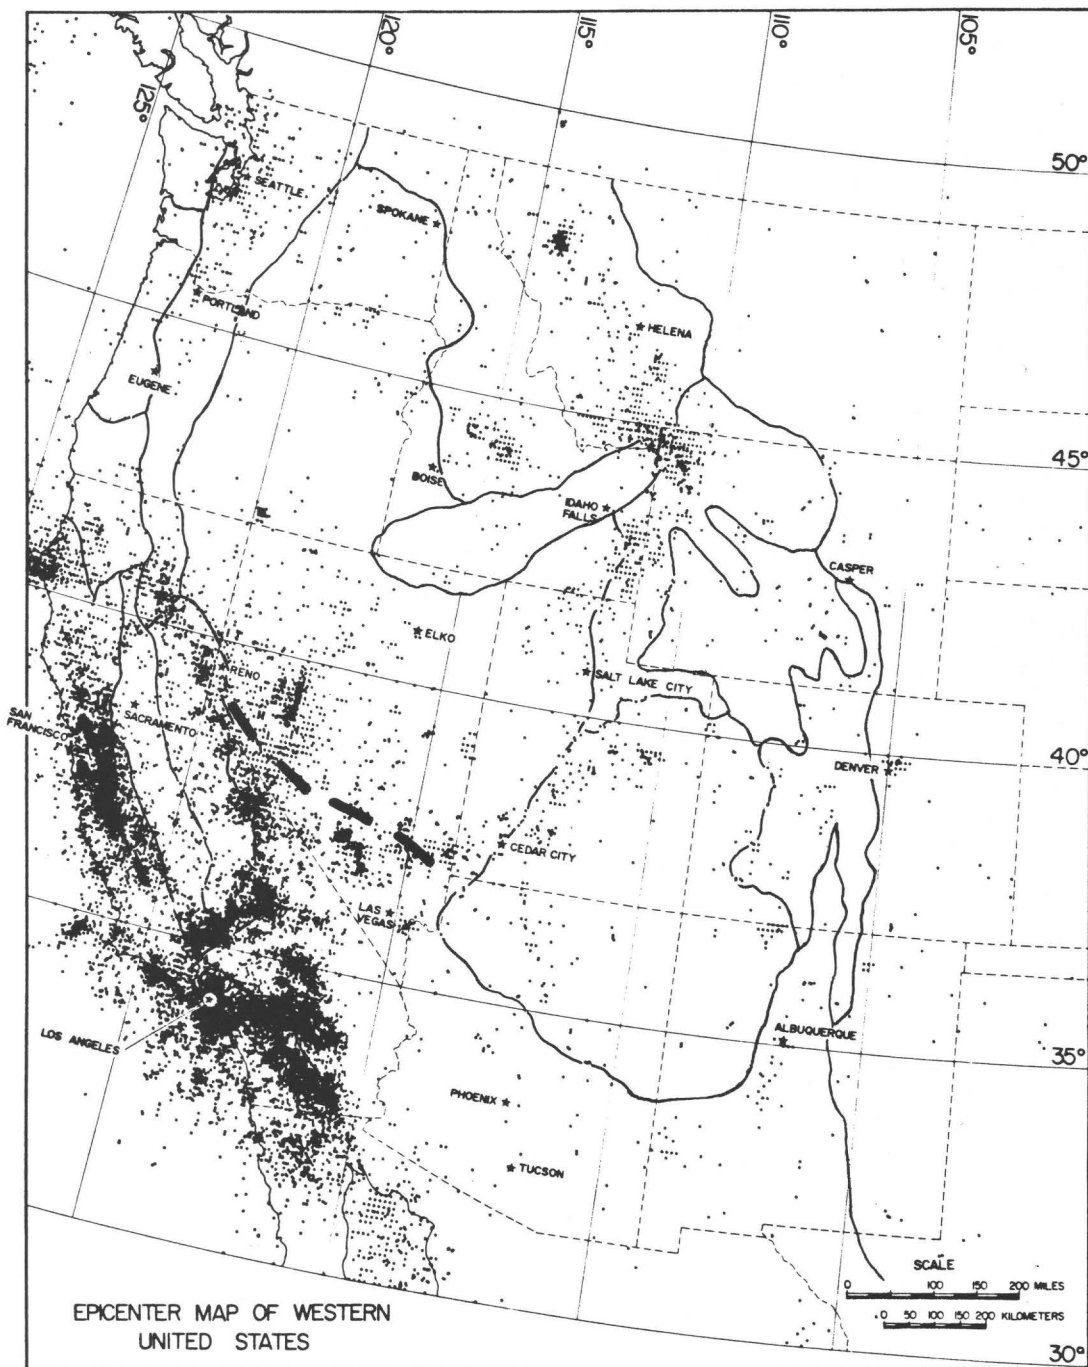 125°
120°
115°
110°
105°
50°
SEATTLE
SPOKANE
PORTLAND
HELENA
EUGENE
45°
BOISE
IDAHO
FALLS
CASPER
ELKO
RENO
SALT LAKE CITY
SAN
FRANCISCO
SACRAMENTO
40°
DENVER
CEDAR CITY
LAS
VEGAS
LOS ANGELES
ALBUQUERQUE
35°
PHOENIX
TUCSON
SCALE
0 100 150 200 MILES
0 50 100 150 200 KILOMETERS
EPICENTER MAP OF WESTERN
UNITED STATES
30°